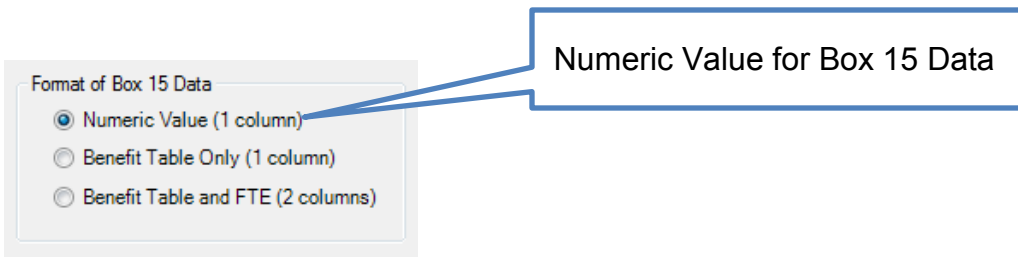 Numeric Value for Box 15 Data
Format of Box 15 Data
Numeric Value (1 column)
Benefit Table Only (1 column)
Benefit Table and FTE (2 columns)